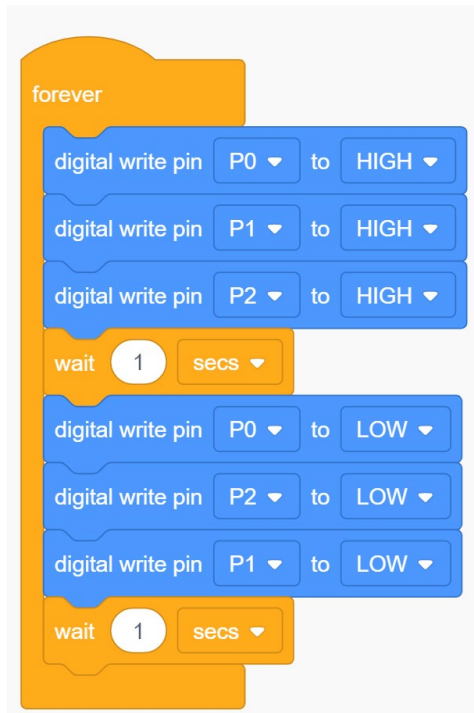 forever
digital write pin P0 to HIGH
digital write pin P1 to HIGH
digital write pin P2 to HIGH
wait 1 secs
digital write pin P0 to LOW
digital write pin P2 to LOW
digital write pin P1 to LOW
wait 1 secs